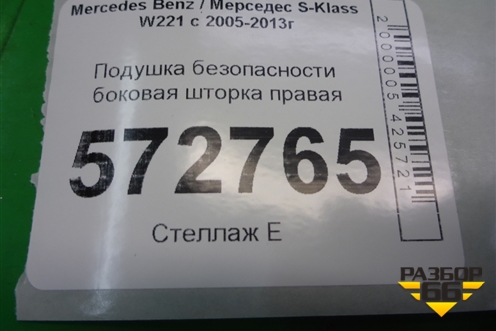 Mercedes Benz / Мерседес S-Klass
W221 с 2005-2013г
Подушка безопасности
боковая шторка правая
572765
Стеллаж Е
2000005425721
РАЗБОР
66